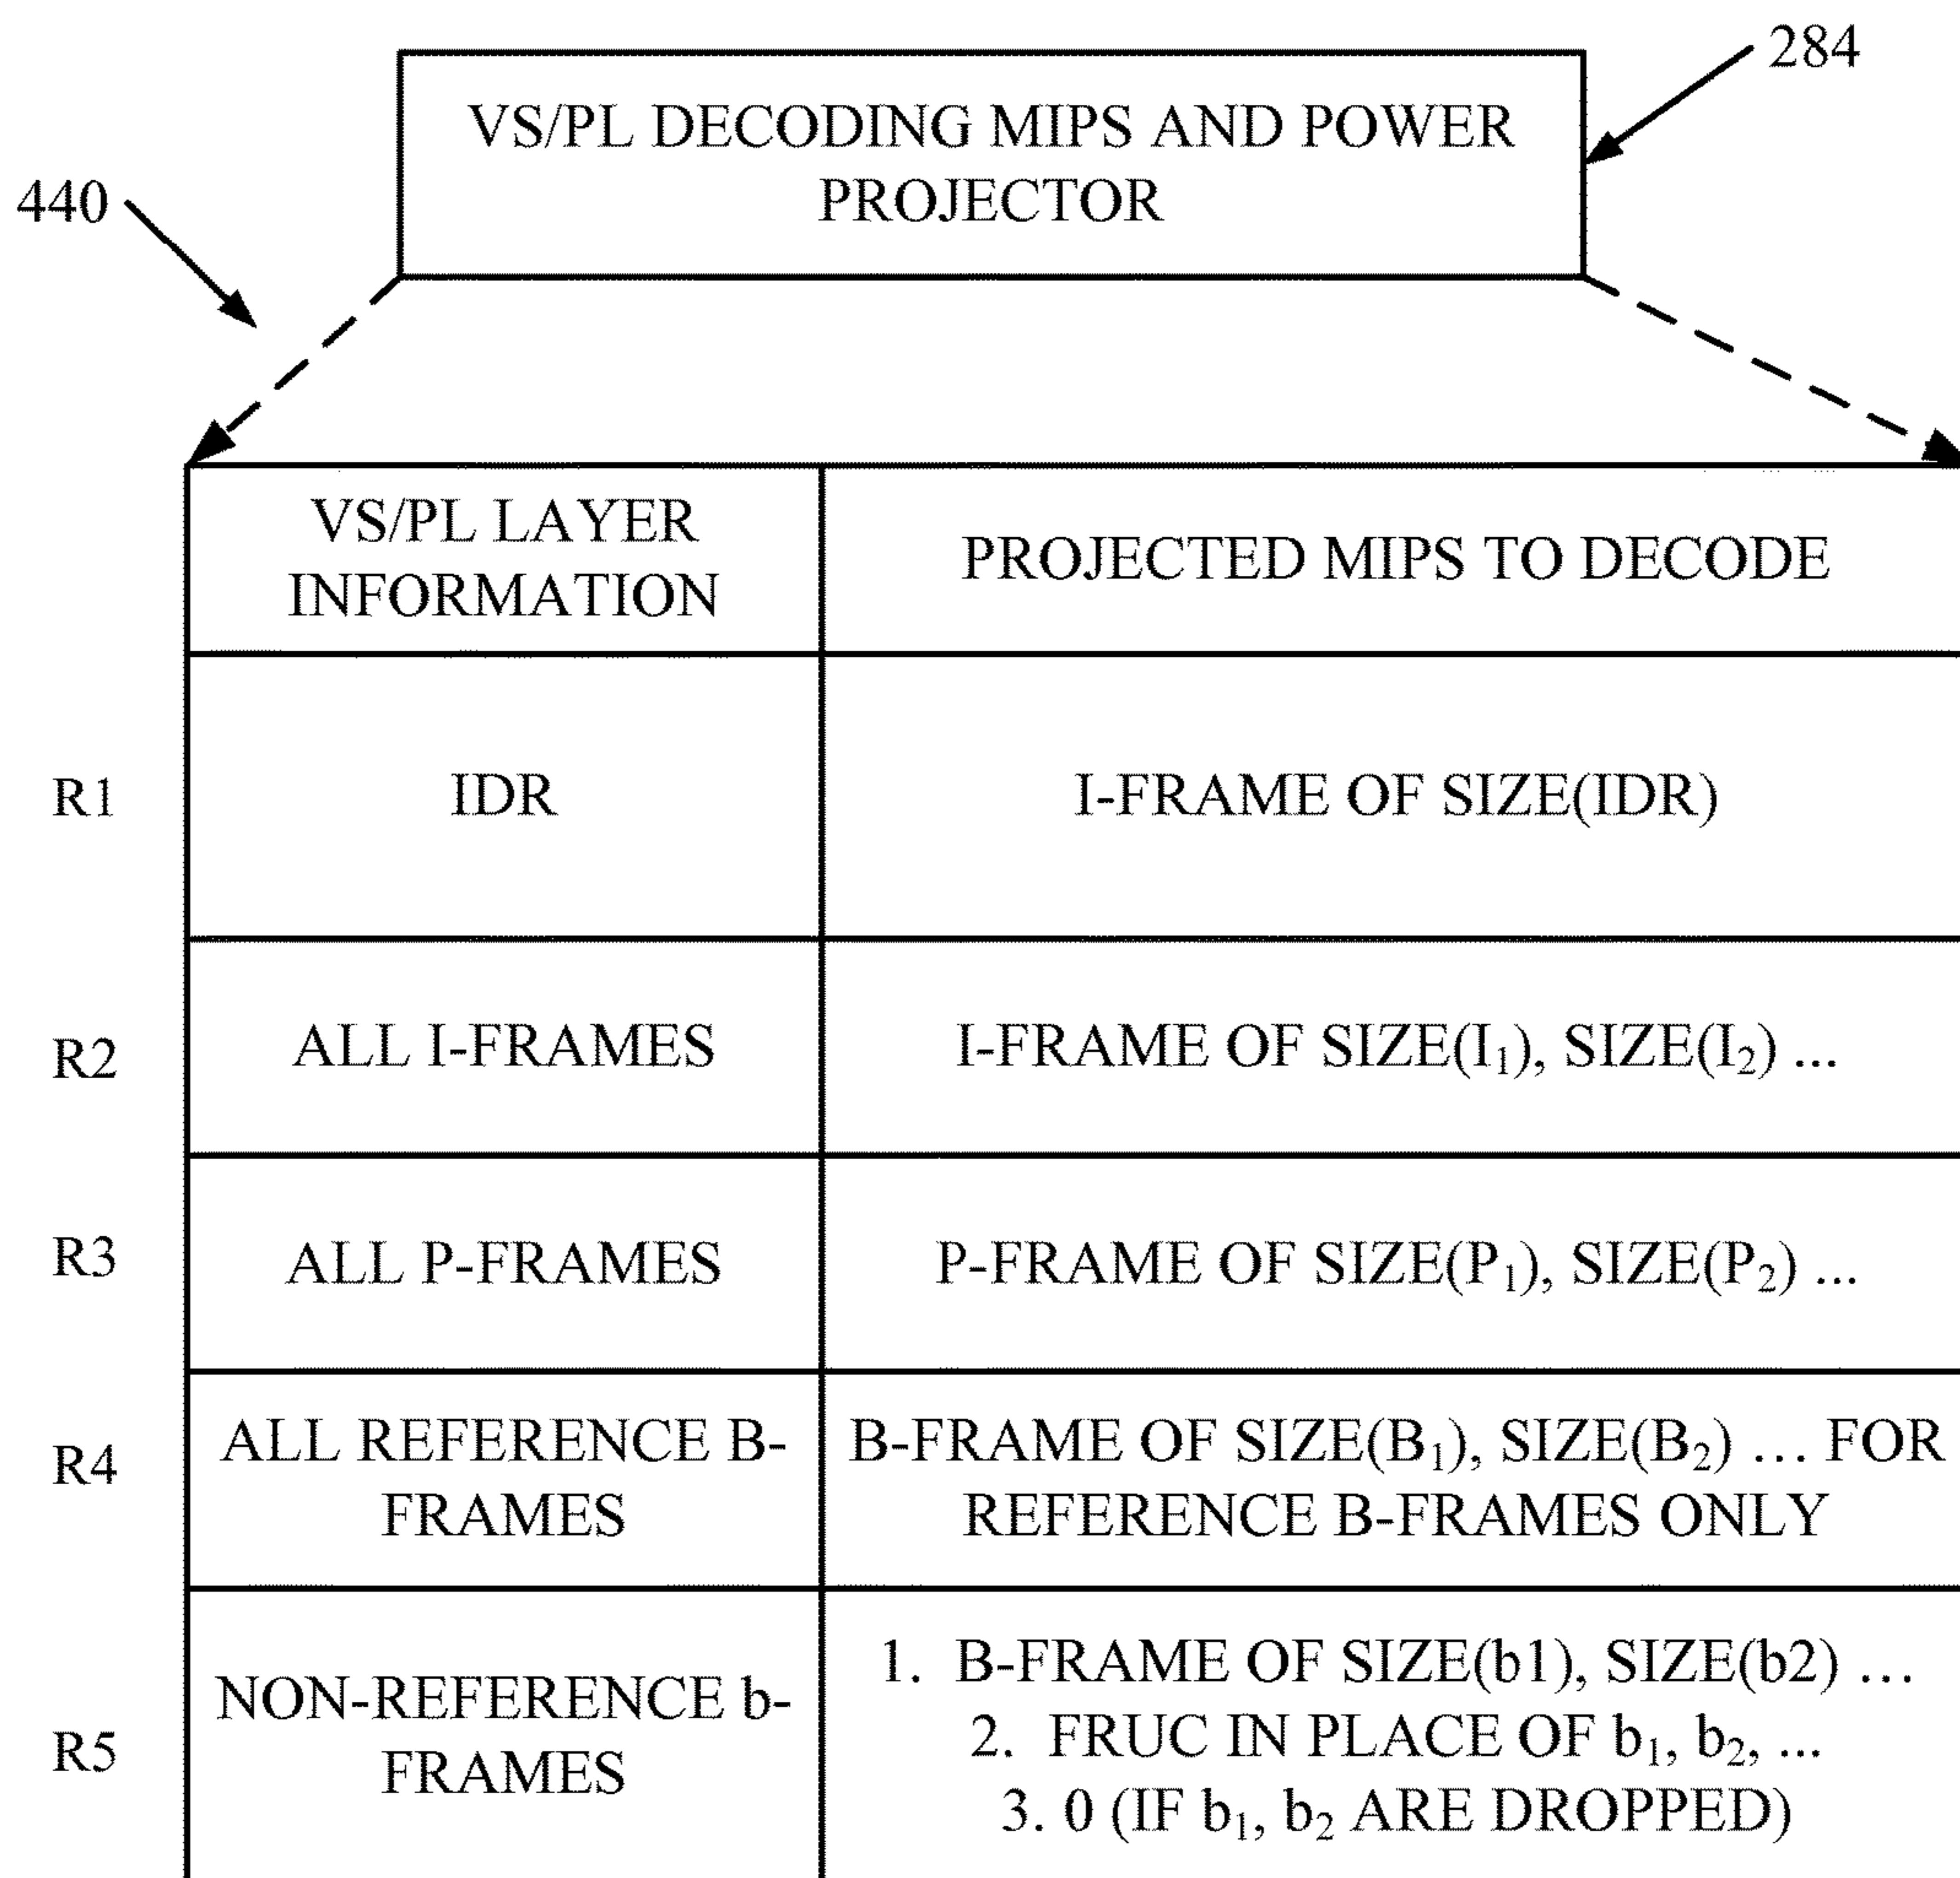 284
VS/PL DECODING MIPS AND POWER
PROJECTOR
440
VS/PL LAYER
INFORMATION
PROJECTED MIPS TO DECODE
R1
IDR
I-FRAME OF SIZE(IDR)
R2
ALL I-FRAMES
I-FRAME OF SIZE(I₁), SIZE(I₂) ...
R3
ALL P-FRAMES
P-FRAME OF SIZE(P₁), SIZE(P₂) ...
R4
ALL REFERENCE B-
FRAMES
B-FRAME OF SIZE(B₁), SIZE(B₂) ... FOR
REFERENCE B-FRAMES ONLY
R5
NON-REFERENCE b-
FRAMES
1. B-FRAME OF SIZE(b1), SIZE(b2) ...
2. FRUC IN PLACE OF b₁, b₂, ...
3. 0 (IF b₁, b₂ ARE DROPPED)